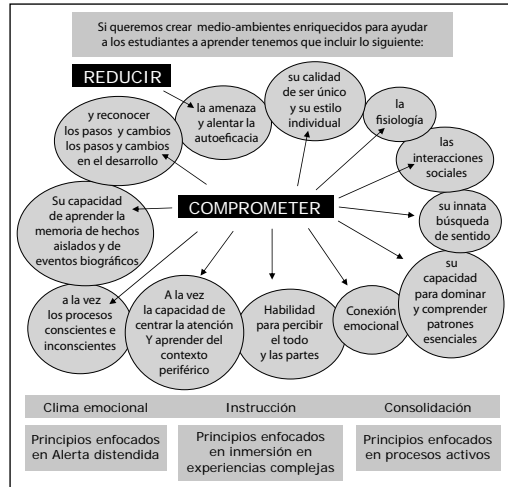 Si queremos crear medio-ambientes enriquecidos para ayudar
a los estudiantes a aprender tenemos que incluir lo siguiente:
REDUCIR
la amenaza
y alentar la
autoeficacia
su calidad
de ser único
y su estilo
individual
la
fisiología
las
interacciones
sociales
su innata
búsqueda
de sentido
su
capacidad
para dominar
y comprender
patrones
esenciales
Conexión
emocional
Habilidad
para percibir
el todo
y las partes
A la vez
la capacidad de
centrar la atención
Y aprender del
contexto
periférico
a la vez
los procesos
conscientes e
inconscientes
Su capacidad
de aprender la
memoria de hechos
aislados y de
eventos biográficos
y reconocer
los pasos y cambios
los pasos y cambios
en el desarrollo
COMPROMETER
Clima emocional
Instrucción
Consolidación
Principios enfocados
en Alerta distendida
Principios enfocados
en inmersión en
experiencias complejas
Principios enfocados
en procesos activos